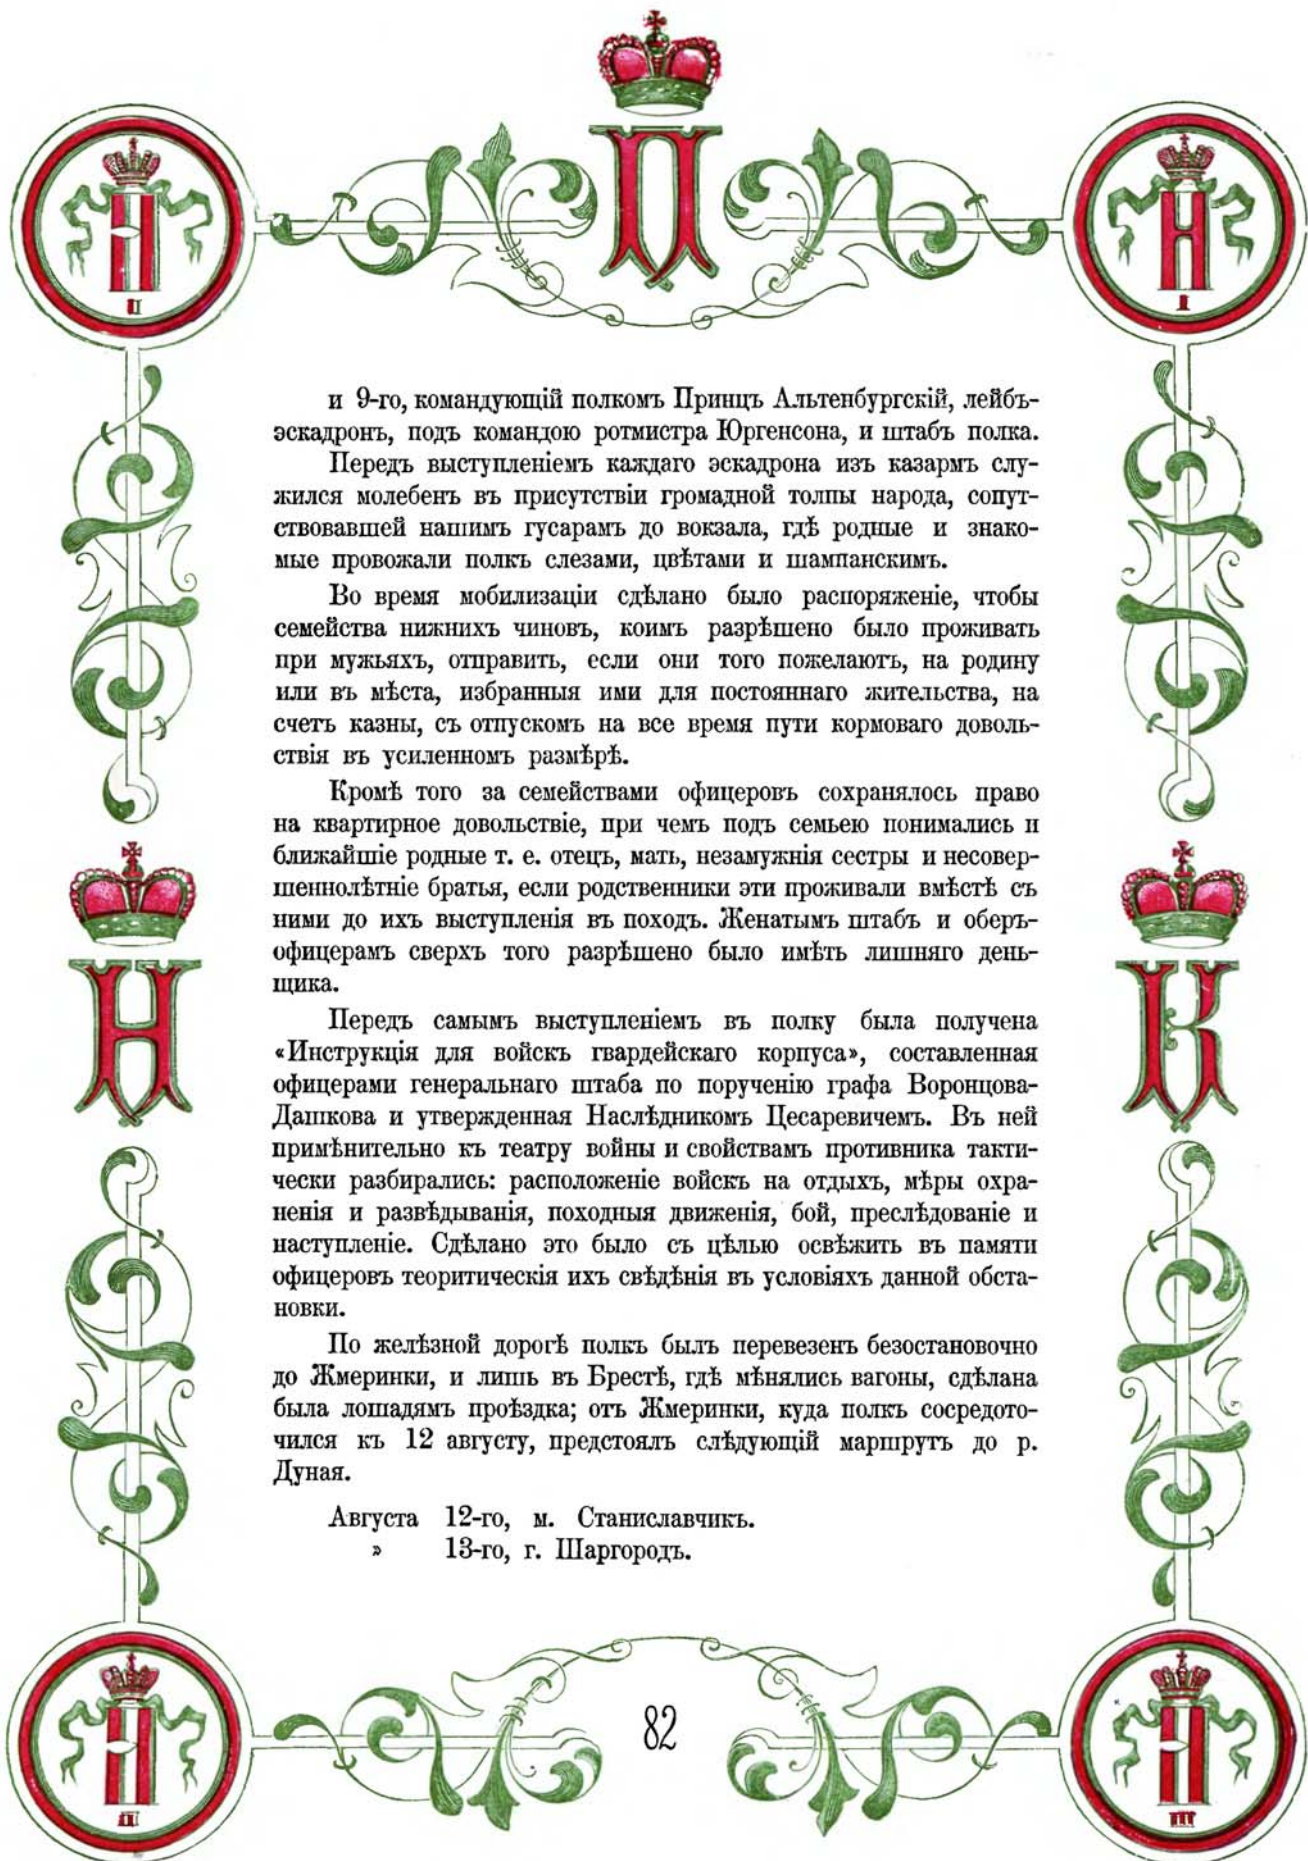 П
и 9-го, командующій полкомъ Принцъ Альтенбургскій, лейбъ-
эскадронъ, подъ командою ротмистра Юргенсона, и штабъ полка.
Передъ выступленіемъ каждаго эскадрона изъ казармъ слу-
жился молебенъ въ присутствіи громадной толпы народа, сопут-
ствовавшей нашимъ гусарамъ до вокзала, гдѣ родные и знако-
мые провожали полкъ слезами, цвѣтами и шампанскимъ.
Во время мобилизаціи сдѣлано было распоряженіе, чтобы
семейства нижнихъ чиновъ, коимъ разрѣшено было проживать
при мужьяхъ, отправить, если они того пожелаютъ, на родину
или въ мѣста, избранныя ими для постояннаго жительства, на
счетъ казны, съ отпускомъ на все время пути кормоваго доволь-
ствія въ усиленномъ размѣрѣ.
Кромѣ того за семействами офицеровъ сохранялось право
на квартирное довольствіе, при чемъ подъ семьею понимались и
ближайшіе родные т. е. отецъ, мать, незамужнія сестры и несовер-
шеннолѣтніе братья, если родственники эти проживали вмѣстѣ съ
ними до ихъ выступленія въ походъ. Женатымъ штабъ и оберъ-
офицерамъ сверхъ того разрѣшено было имѣть лишняго день-
щика.
Передъ самымъ выступленіемъ въ полку была получена
«Инструкція для войскъ гвардейскаго корпуса», составленная
офицерами генеральнаго штаба по порученію графа Воронцова-
Дашкова и утвержденная Наслѣдникомъ Цесаревичемъ. Въ ней
примѣнительно къ театру войны и свойствамъ противника такти-
чески разбирались: расположеніе войскъ на отдыхъ, мѣры охра-
ненія и развѣдыванія, походныя движенія, бой, преслѣдованіе и
наступленіе. Сдѣлано это было съ цѣлью освѣжить въ памяти
офицеровъ теоритическія ихъ свѣдѣнія въ условіяхъ данной обста-
новки.
По желѣзной дорогѣ полкъ былъ перевезенъ безостановочно
до Жмеринки, и лишь въ Брестѣ, гдѣ мѣнялись вагоны, сдѣлана
была лошадямъ проѣздка; отъ Жмеринки, куда полкъ сосредото-
чился къ 12 августу, предстоялъ слѣдующій маршрутъ до р.
Дуная.
Августа 12-го, м. Станиславчикъ.
» 13-го, г. Шаргородъ.
Н
К
82